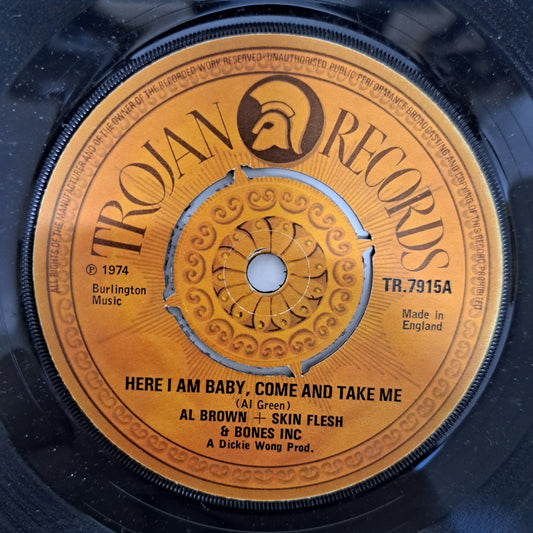 ALL RIGHTS OF THE MANUFACTURER AND OF THE OWNER OF THE RECORDED WORK RESERVED · UNAUTHORISED PUBLIC PERFORMANCE BROADCASTING AND COPYING OF THIS RECORD PROHIBITED
TROJAN RECORDS
℗ 1974
Burlington
Music
TR.7915A
Made in
England
HERE I AM BABY, COME AND TAKE ME
(Al Green)
AL BROWN + SKIN FLESH
& BONES INC
A Dickie Wong Prod.